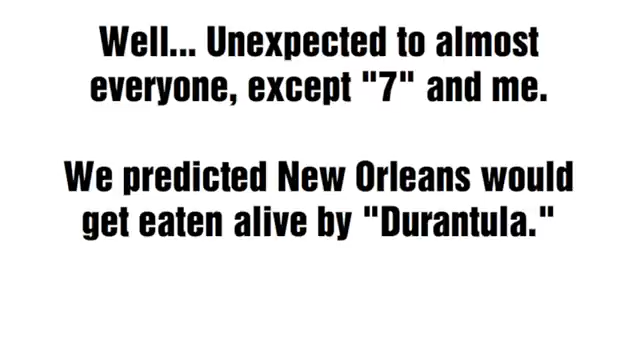 Well... Unexpected to almost
everyone, except "7" and me.
We predicted New Orleans would
get eaten alive by "Durantula."